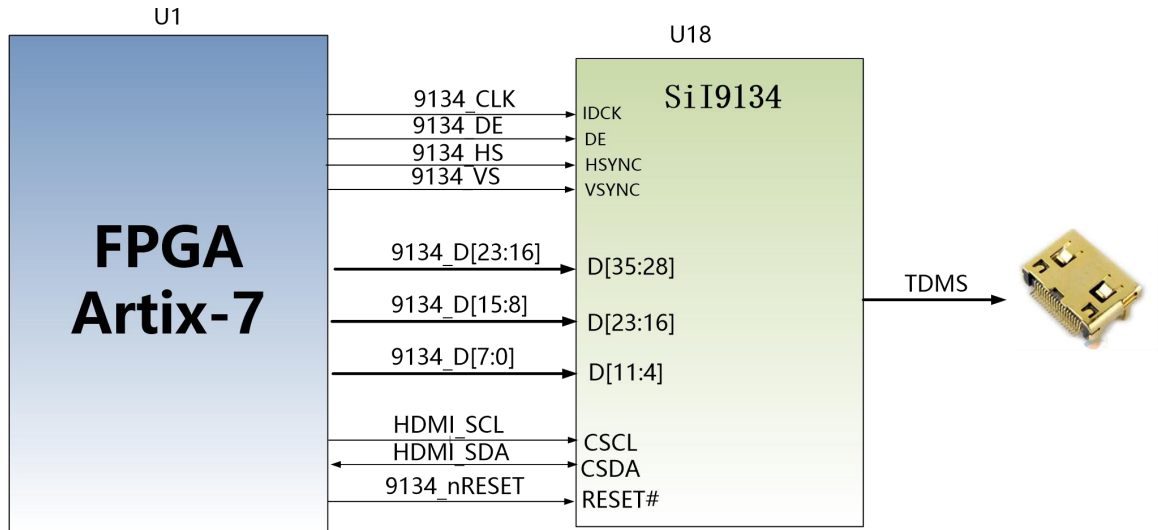 U1
U18
FPGA
Artix-7
SiI9134
9134_CLK
IDCK
9134_DE
DE
9134_HS
HSYNC
9134_VS
VSYNC
9134_D[23:16]
D[35:28]
9134_D[15:8]
D[23:16]
9134_D[7:0]
D[11:4]
HDMI_SCL
CSCL
HDMI_SDA
CSDA
9134_nRESET
RESET#
TDMS